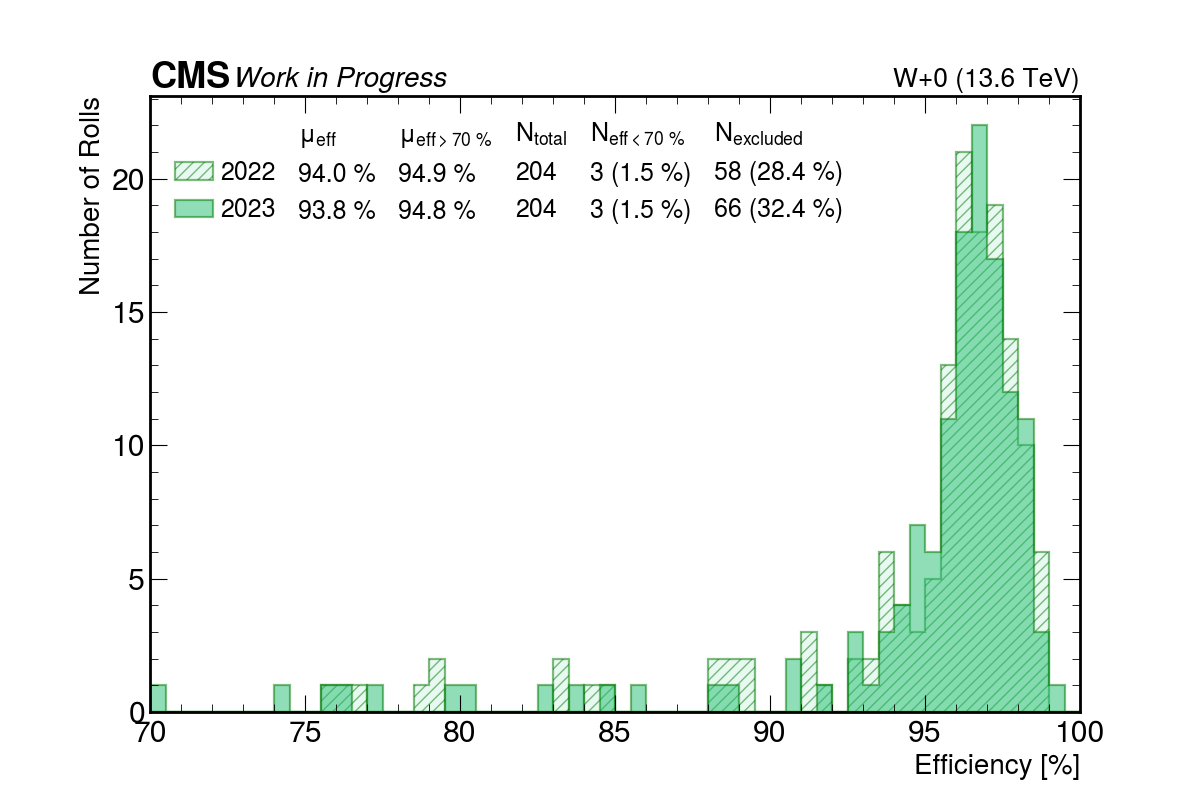 CMS Work in Progress W+0 (13.6 TeV)
Number of Rolls
μeff μeff > 70 % Ntotal Neff < 70 % Nexcluded
2022 94.0 % 94.9 % 204 3 (1.5 %) 58 (28.4 %)
2023 93.8 % 94.8 % 204 3 (1.5 %) 66 (32.4 %)
20
15
10
5
0
70 75 80 85 90 95 100
Efficiency [%]